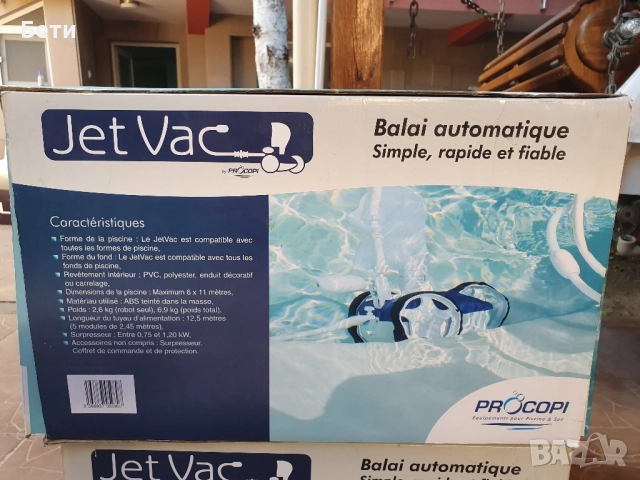 Бети
Jet Vac
by PROCOPI
Balai automatique
Simple, rapide et fiable
Caractéristiques
Forme de la piscine : Le JetVac est compatible avec
toutes les formes de piscine,
Forme du fond : Le JetVac est compatible avec tous les
fonds de piscine,
Revêtement intérieur : PVC, polyester, enduit décoratif
ou carrelage,
Dimensions de la piscine : Maximum 6 x 11 mètres,
Matériau utilisé : ABS teinté dans la masse,
Poids : 2,6 kg (robot seul), 6,9 kg (poids total).
Longueur du tuyau d'alimentation : 12,5 mètres
(5 modules de 2,45 mètres),
Surpresseur : Entre 0,75 et 1,20 kW,
Accessoires non compris : Surpresseur.
Coffret de commande et de protection.
PROCOPI
Equipements pour Piscine & Spa
BAZAR
Jet Vac
Balai automatique
Simple, rapide et fiable